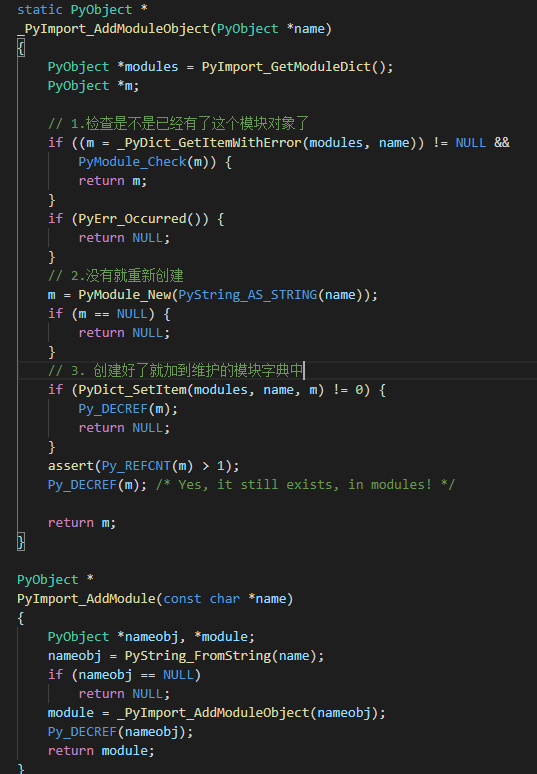 static PyObject *
_PyImport_AddModuleObject(PyObject *name)
{
    PyObject *modules = PyImport_GetModuleDict();
    PyObject *m;

    // 1.检查是不是已经有了这个模块对象了
    if ((m = _PyDict_GetItemWithError(modules, name)) != NULL &&
        PyModule_Check(m)) {
        return m;
    }
    if (PyErr_Occurred()) {
        return NULL;
    }
    // 2.没有就重新创建
    m = PyModule_New(PyString_AS_STRING(name));
    if (m == NULL) {
        return NULL;
    }
    // 3. 创建好了就加到维护的模块字典中
    if (PyDict_SetItem(modules, name, m) != 0) {
        Py_DECREF(m);
        return NULL;
    }
    assert(Py_REFCNT(m) > 1);
    Py_DECREF(m); /* Yes, it still exists, in modules! */

    return m;
}

PyObject *
PyImport_AddModule(const char *name)
{
    PyObject *nameobj, *module;
    nameobj = PyString_FromString(name);
    if (nameobj == NULL)
        return NULL;
    module = _PyImport_AddModuleObject(nameobj);
    Py_DECREF(nameobj);
    return module;
}